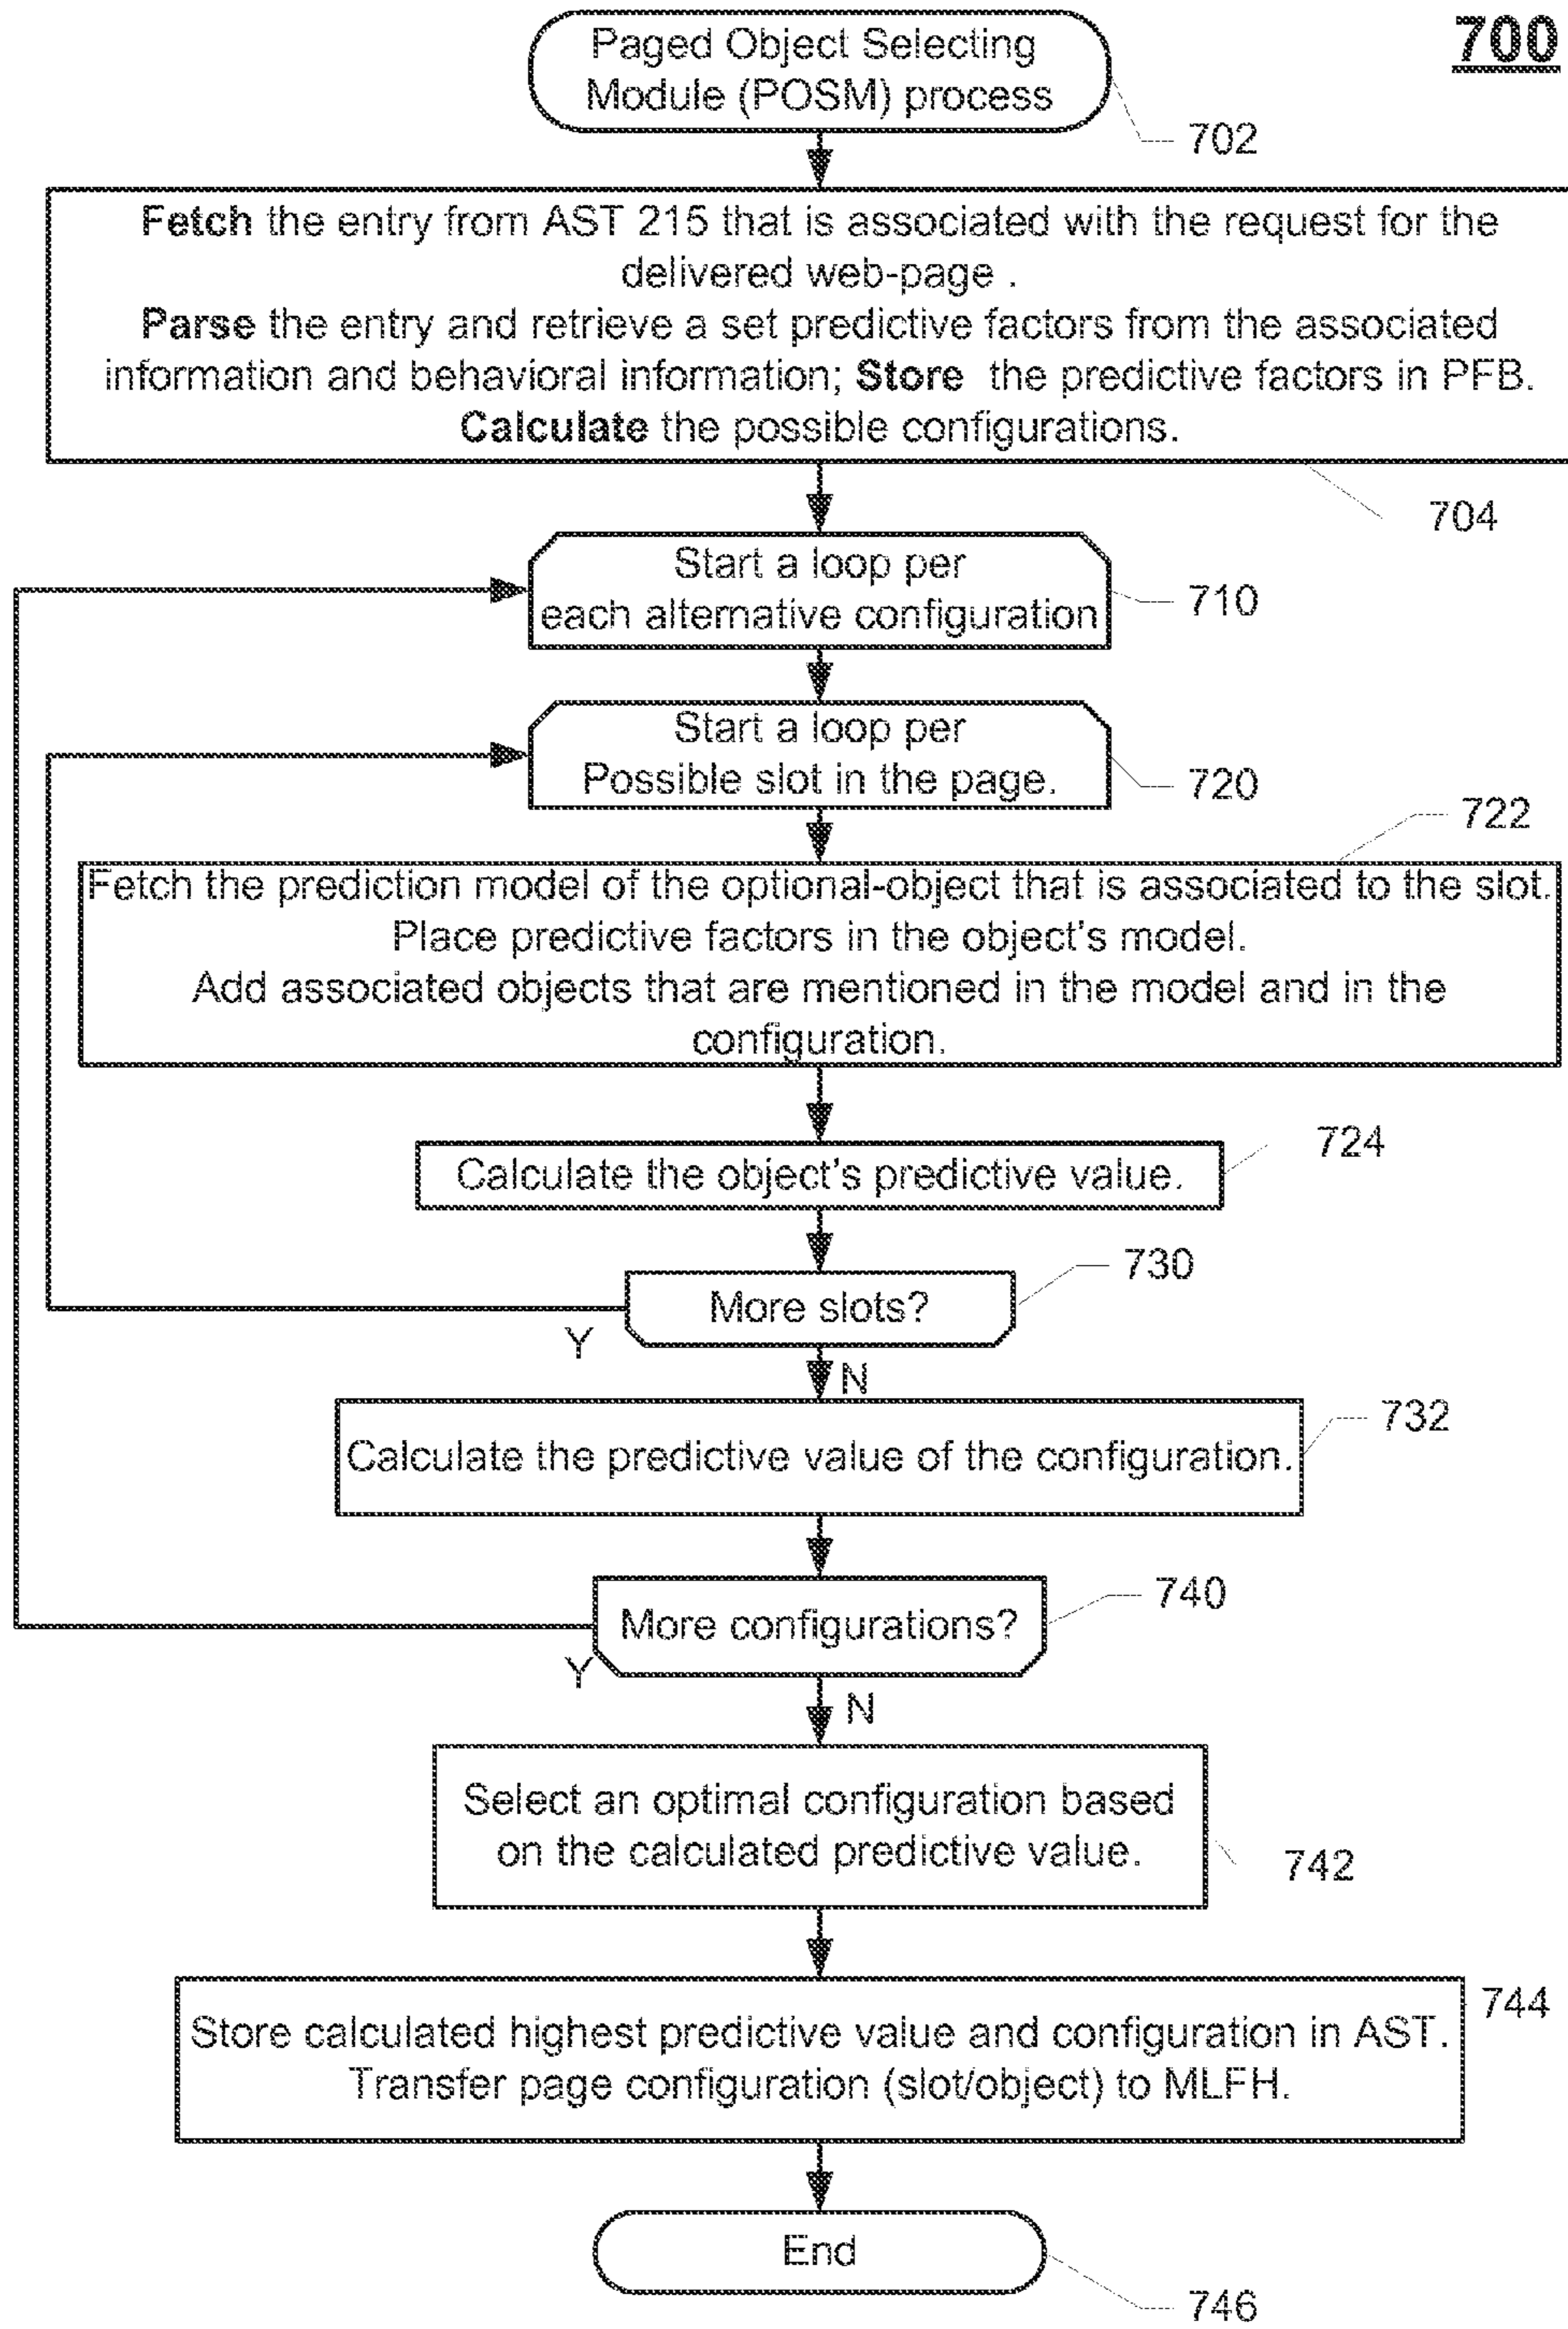 700
Paged Object Selecting
Module (POSM) process
702
Fetch the entry from AST 215 that is associated with the request for the
delivered web-page .
Parse the entry and retrieve a set predictive factors from the associated
information and behavioral information; Store the predictive factors in PFB.
Calculate the possible configurations.
704
Start a loop per
each alternative configuration
710
Start a loop per
Possible slot in the page.
720
722
Fetch the prediction model of the optional-object that is associated to the slot.
Place predictive factors in the object's model.
Add associated objects that are mentioned in the model and in the
configuration.
724
Calculate the object's predictive value.
730
More slots?
Y
N
732
Calculate the predictive value of the configuration.
740
More configurations?
Y
N
Select an optimal configuration based
on the calculated predictive value.
742
744
Store calculated highest predictive value and configuration in AST.
Transfer page configuration (slot/object) to MLFH.
End
746